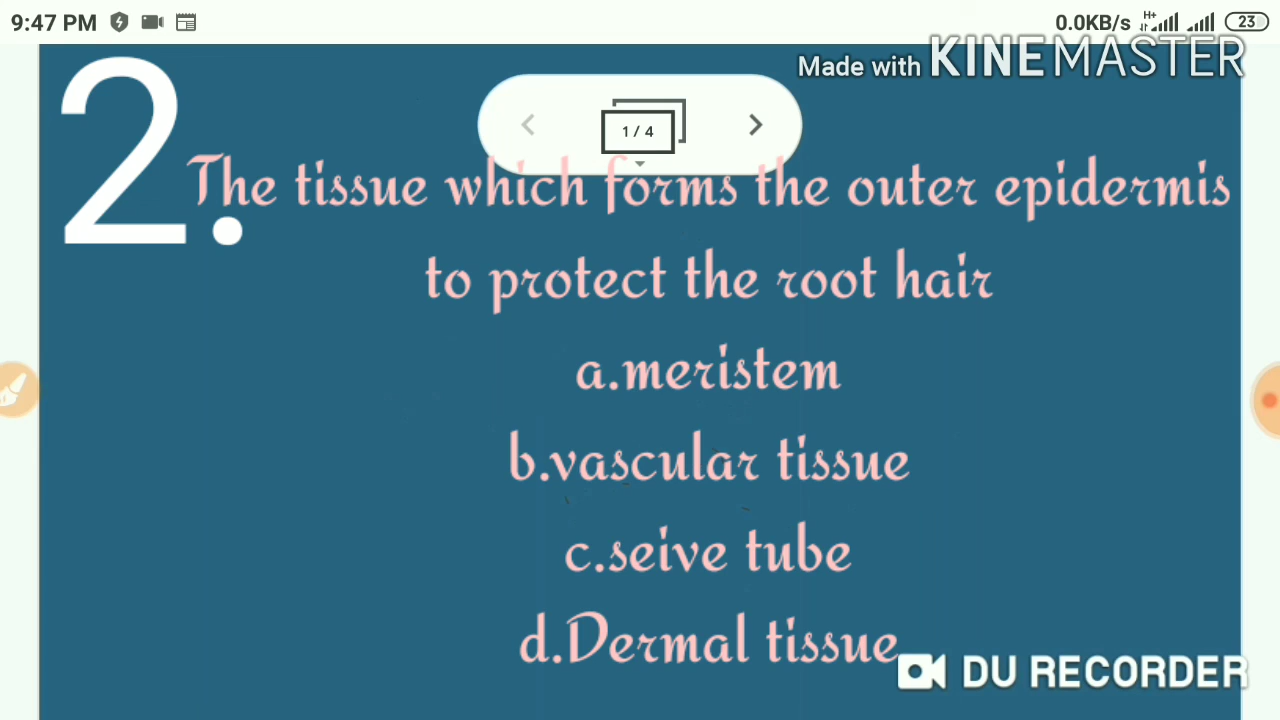 9:47 PM 0.0KB/s H+ 23
Made with KINEMASTER
1 / 4
2.
The tissue which forms the outer epidermis
to protect the root hair
a.meristem
b.vascular tissue
c.seive tube
d.Dermal tissue
DU RECORDER